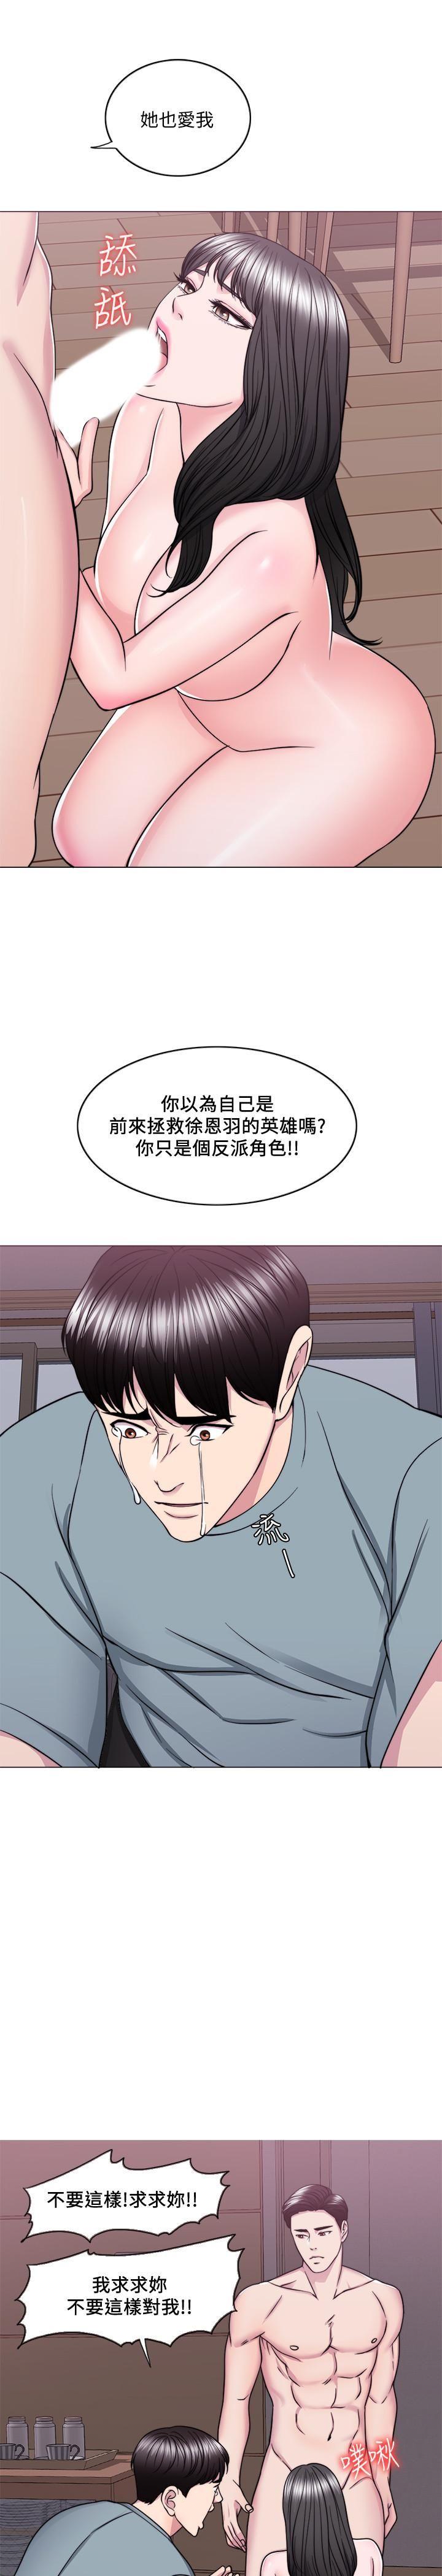 她也愛我
舔
舐
你以為自己是
前來拯救徐恩羽的英雄嗎?
你只是個反派角色!!
流一
不要這樣!求求妳!!
我求求妳
不要這樣對我!!
噗啾